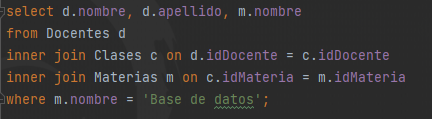 select d.nombre, d.apellido, m.nombre
from Docentes d
inner join Clases c on d.idDocente = c.idDocente
inner join Materias m on c.idMateria = m.idMateria
where m.nombre = 'Base de datos';